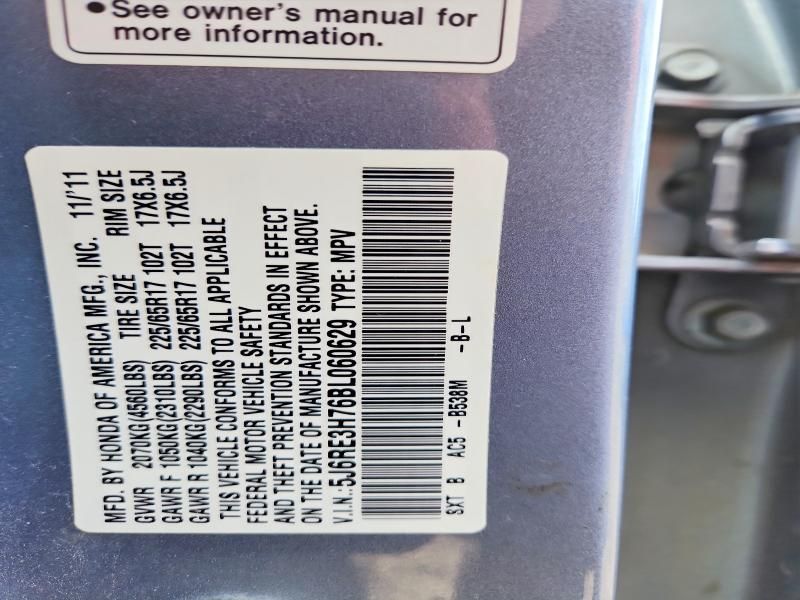 ●See owner's manual for
more information.
MFD. BY HONDA OF AMERICA MFG., INC. 11/'11
GVWR 2070KG(4560LBS) TIRE SIZE RIM SIZE
GAWR F 1050KG(2310LBS) 225/65R17 102T 17X6.5J
GAWR R 1040KG(2290LBS) 225/65R17 102T 17X6.5J
THIS VEHICLE CONFORMS TO ALL APPLICABLE
FEDERAL MOTOR VEHICLE SAFETY
AND THEFT PREVENTION STANDARDS IN EFFECT
ON THE DATE OF MANUFACTURE SHOWN ABOVE.
V.I.N.:5J6RE3H76BL060629 TYPE: MPV
SXT B AC5 -B538M -B-L